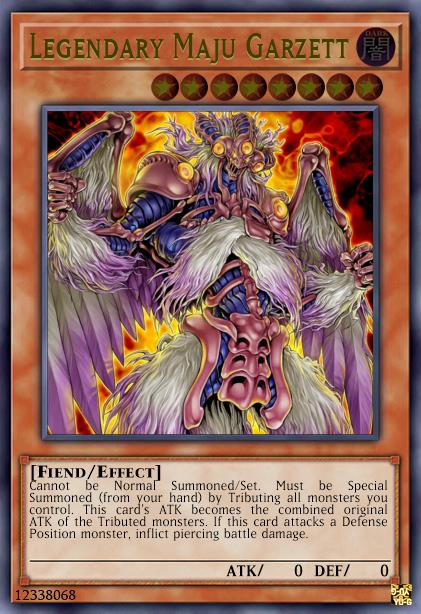 Legendary Maju Garzett
DARK
闇
[Fiend/Effect]
Cannot be Normal Summoned/Set. Must be Special
Summoned (from your hand) by Tributing all monsters you
control. This card's ATK becomes the combined original
ATK of the Tributed monsters. If this card attacks a Defense
Position monster, inflict piercing battle damage.
ATK/ 0 DEF/ 0
12338068